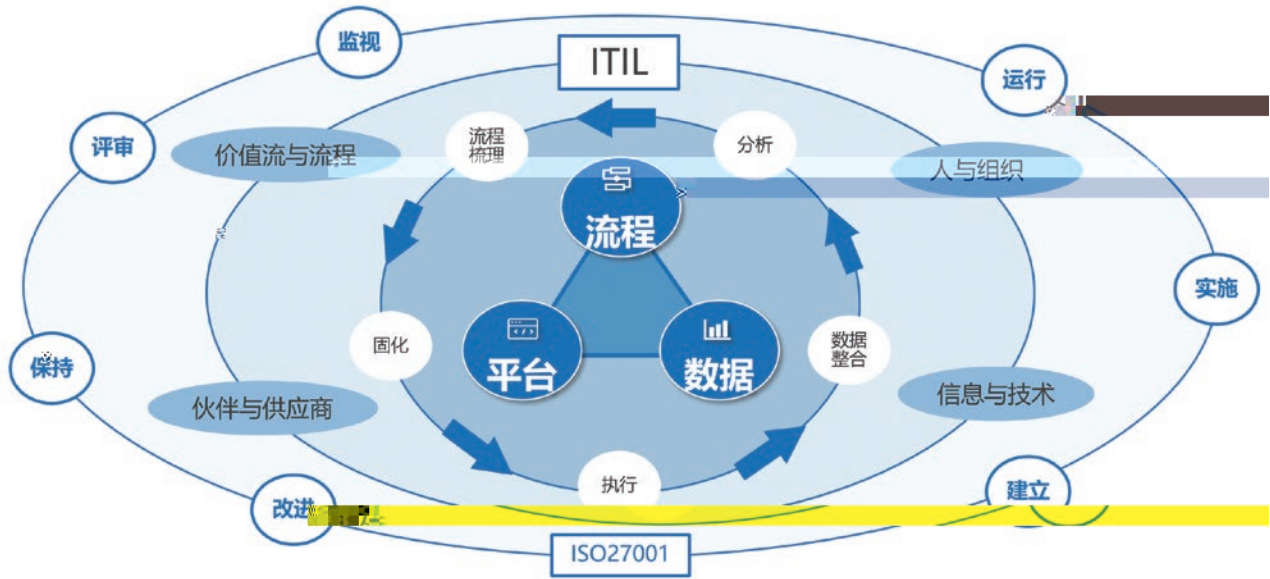 监视
ITIL
运行
流程
梳理
分析
评审
价值流与流程
人与组织
流程
实施
固化
平台
数据
数据
整合
保持
伙伴与供应商
信息与技术
执行
改进
建立
ISO27001